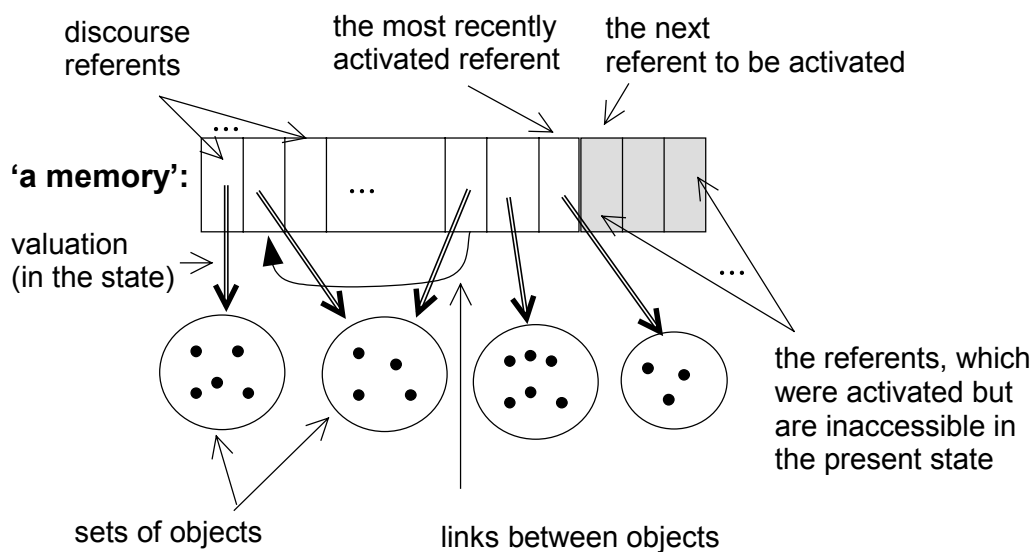 discourse
referents
the most recently
activated referent
the next
referent to be activated
...
‘a memory’:
...
valuation
(in the state)
...
the referents, which
were activated but
are inaccessible in
the present state
sets of objects
links between objects